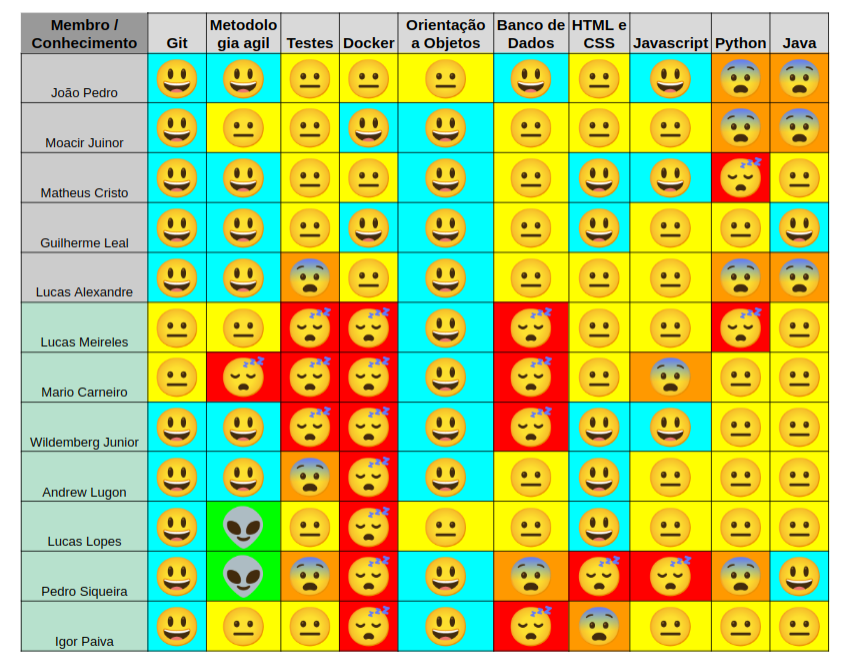 Membro /
Conhecimento
Git
Metodolo
gia agil
Testes
Docker
Orientação
a Objetos
Banco de
Dados
HTML e
CSS
Javascript
Python
Java
João Pedro
Moacir Juinor
Matheus Cristo
Guilherme Leal
Lucas Alexandre
Lucas Meireles
Mario Carneiro
Wildemberg Junior
Andrew Lugon
Lucas Lopes
Pedro Siqueira
Igor Paiva